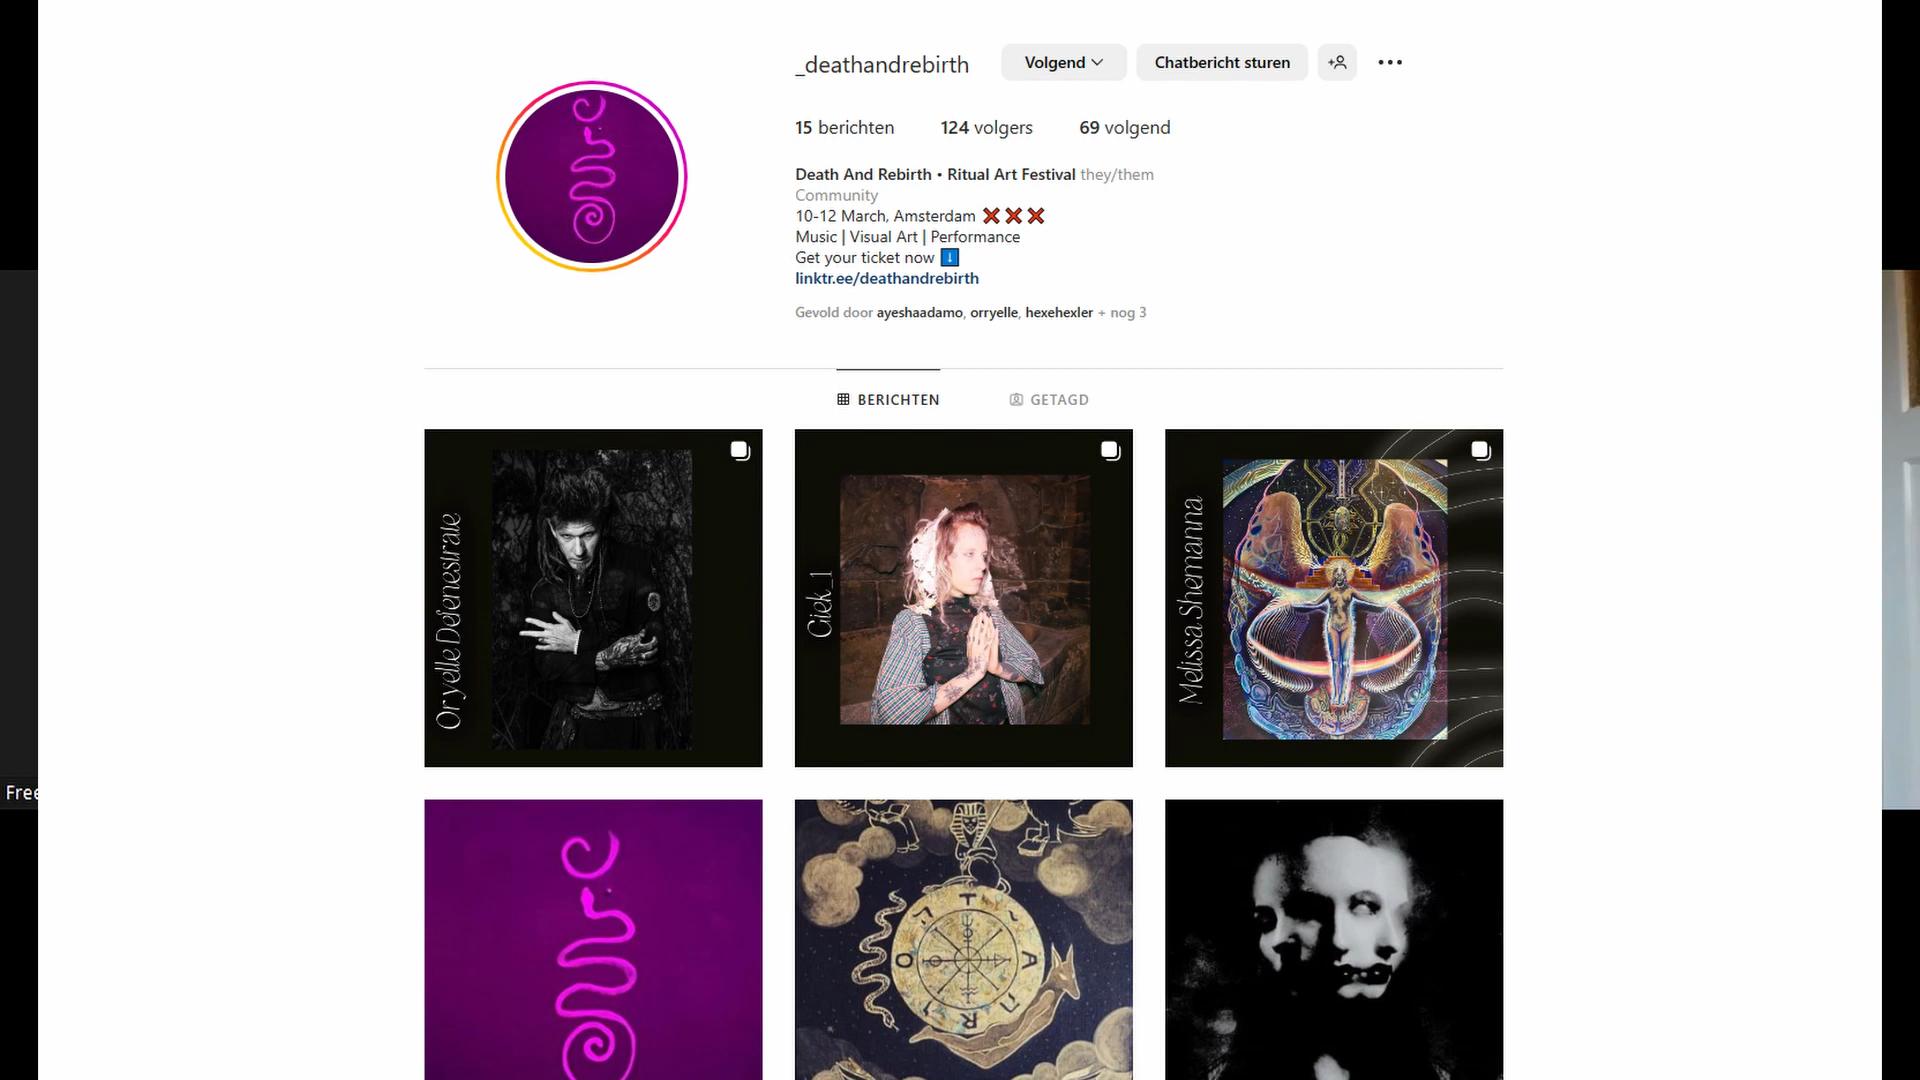 _deathandrebirth
Volgend
Chatbericht sturen
15 berichten 124 volgers 69 volgend
Death And Rebirth • Ritual Art Festival they/them
Community
10-12 March, Amsterdam ❌❌❌
Music | Visual Art | Performance
Get your ticket now ⬇️
linktr.ee/deathandrebirth
Gevold door ayeshaadamo, orryelle, hexehexler + nog 3
BERICHTEN
GETAGD
Orryelle Defenestrate
Ciek_1
Melissa Shemanna
Free
T A R O